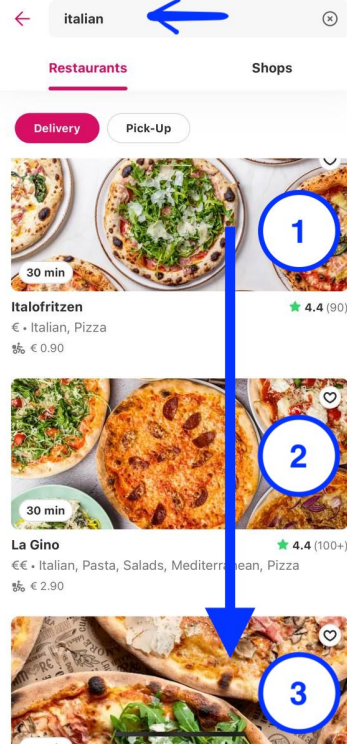 italian
Restaurants Shops
Delivery Pick-Up
1
30 min
Italofritzen 4.4 (90)
€ • Italian, Pizza
€ 0.90
2
30 min
La Gino 4.4 (100+)
€€ • Italian, Pasta, Salads, Mediterranean, Pizza
€ 2.90
3